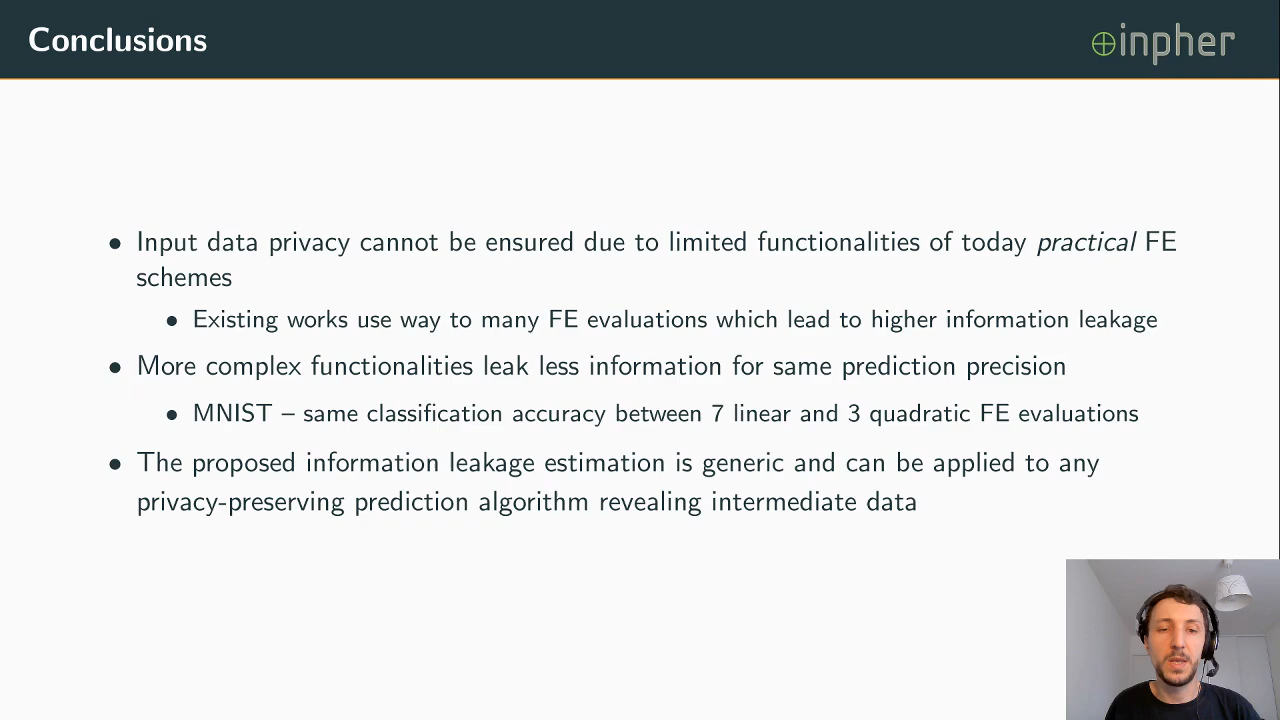 Conclusions
inpher
• Input data privacy cannot be ensured due to limited functionalities of today practical FE
schemes
• Existing works use way to many FE evaluations which lead to higher information leakage
• More complex functionalities leak less information for same prediction precision
• MNIST – same classification accuracy between 7 linear and 3 quadratic FE evaluations
• The proposed information leakage estimation is generic and can be applied to any
privacy-preserving prediction algorithm revealing intermediate data